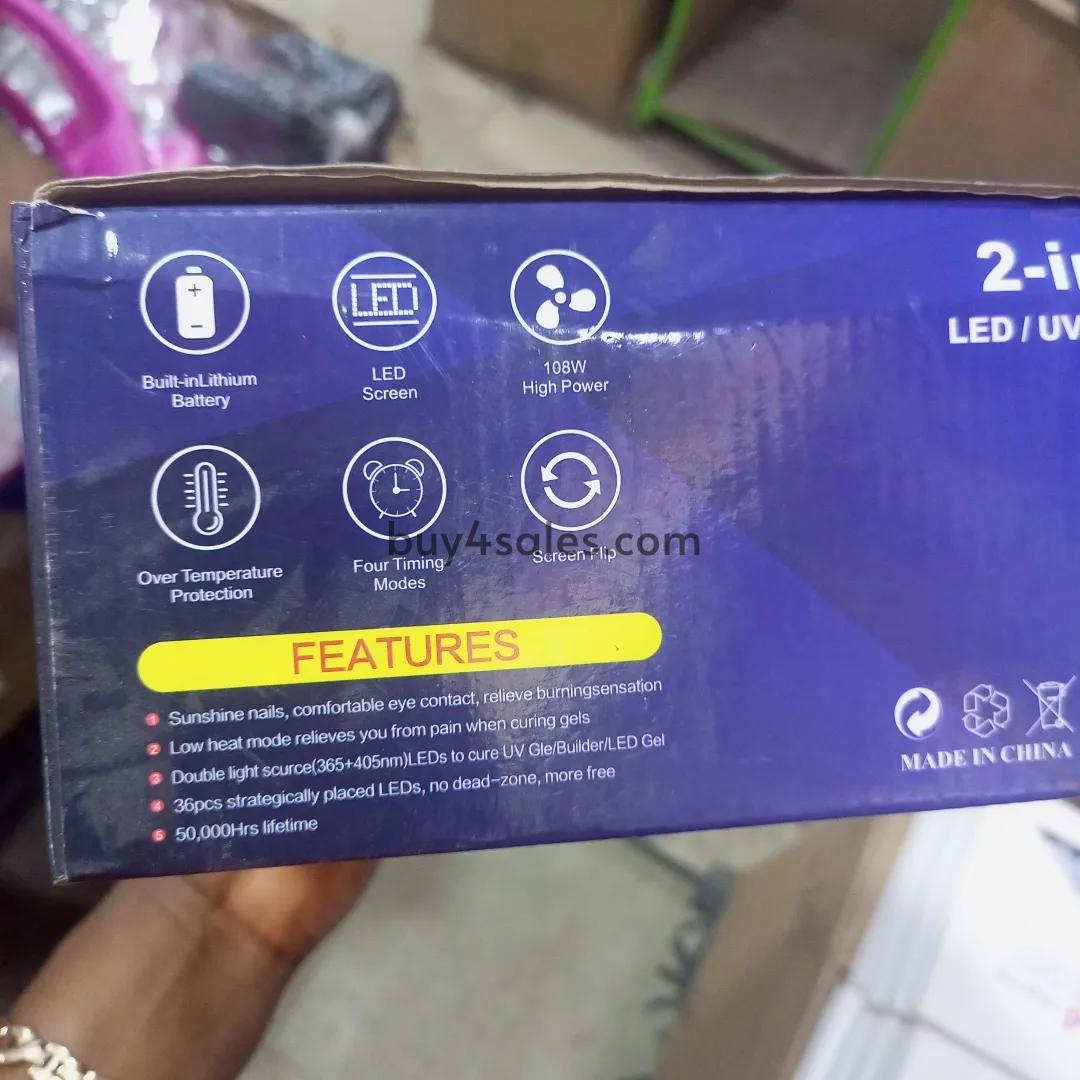 2-in
LED / UV
LED
Built-inLithium
Battery
LED
Screen
108W
High Power
Over Temperature
Protection
Four Timing
Modes
Screen Flip
buy4sales.com
FEATURES
1 Sunshine nails, comfortable eye contact, relieve burningsensation
2 Low heat mode relieves you from pain when curing gels
3 Double light scurce(365+405nm)LEDs to cure UV Gle/Builder/LED Gel
4 36pcs strategically placed LEDs, no dead-zone, more free
5 50,000Hrs lifetime
MADE IN CHINA